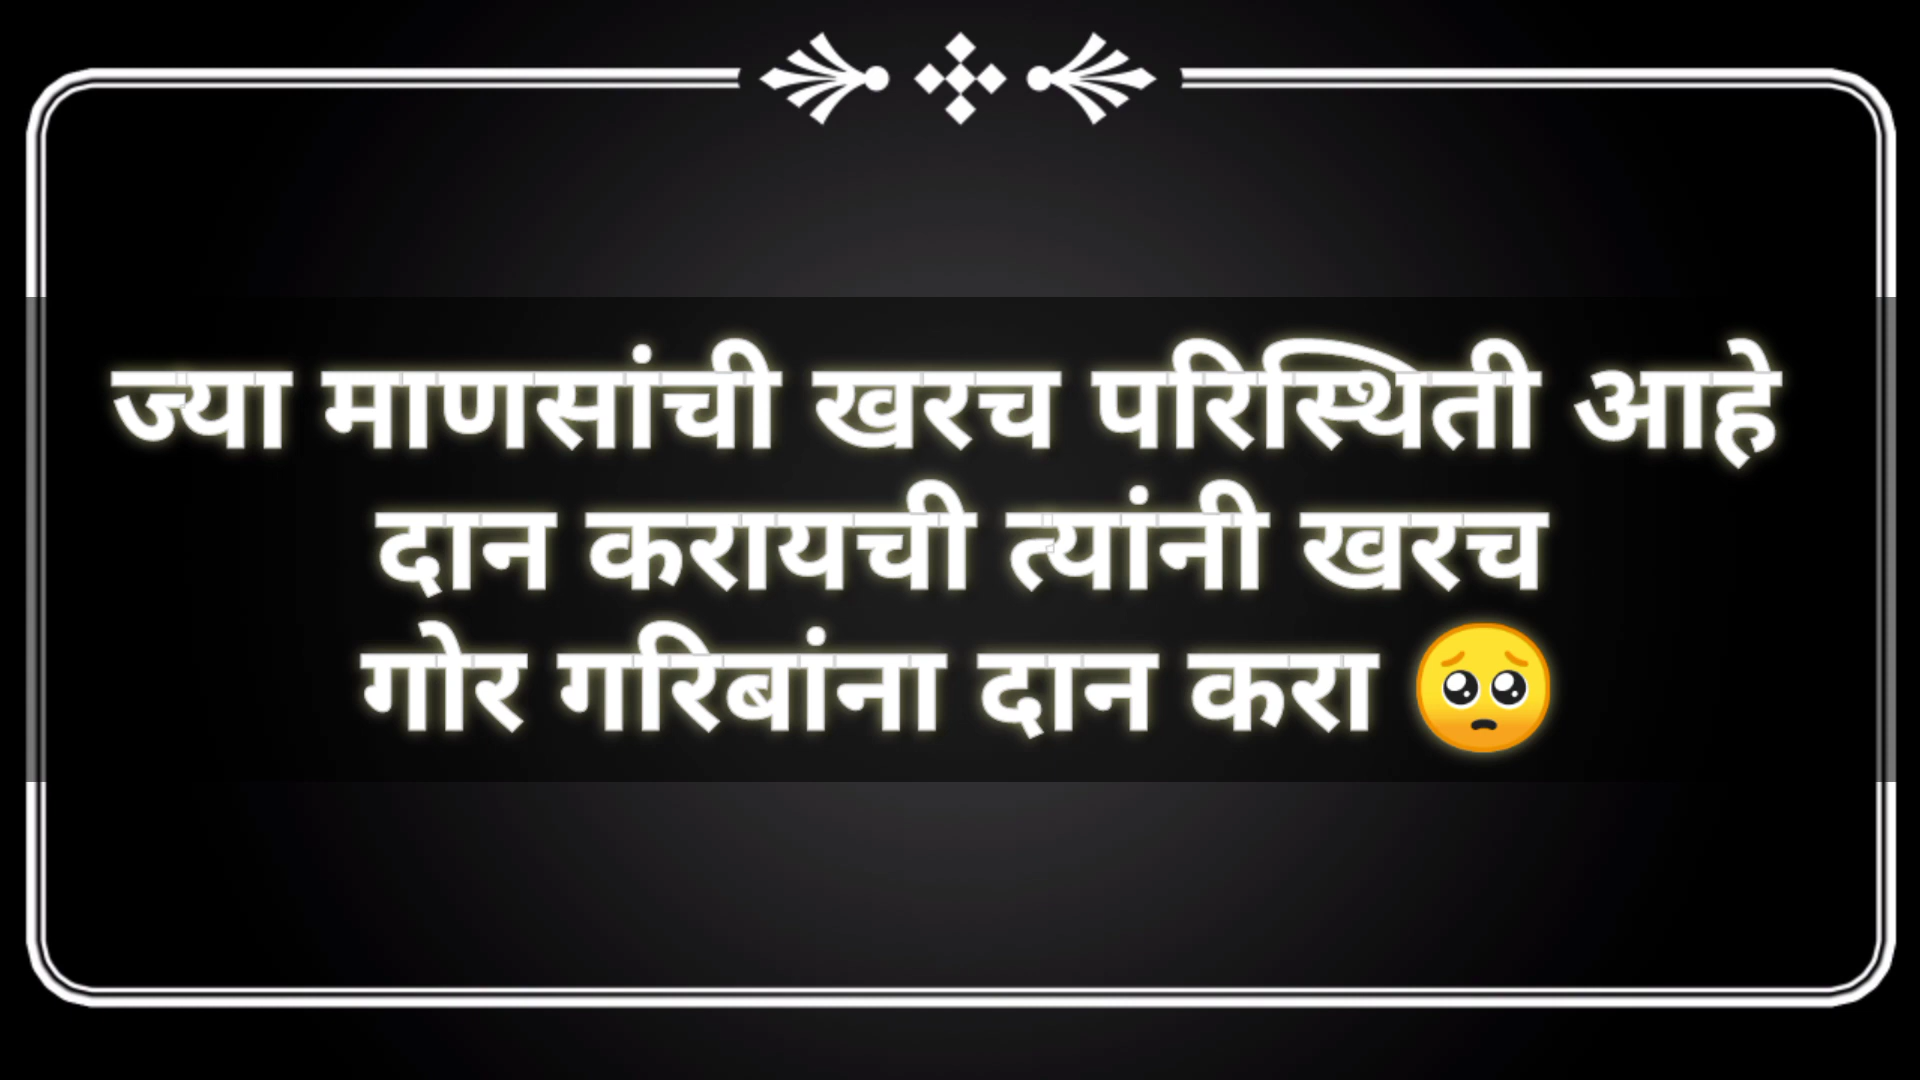 ज्या माणसांची खरच परिस्थिती आहे
दान करायची त्यांनी खरच
गोर गरिबांना दान करा 🥺